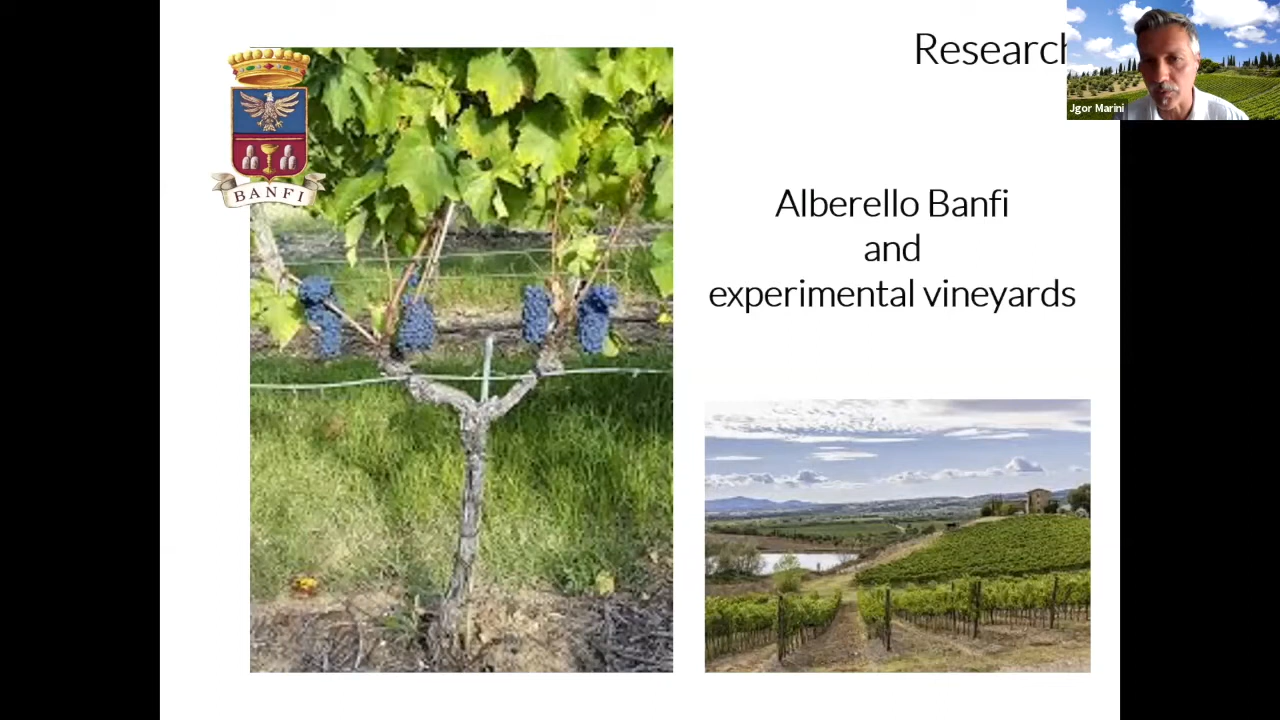 Research
Jgor Marini
BANFI
Alberello Banfi
and
experimental vineyards